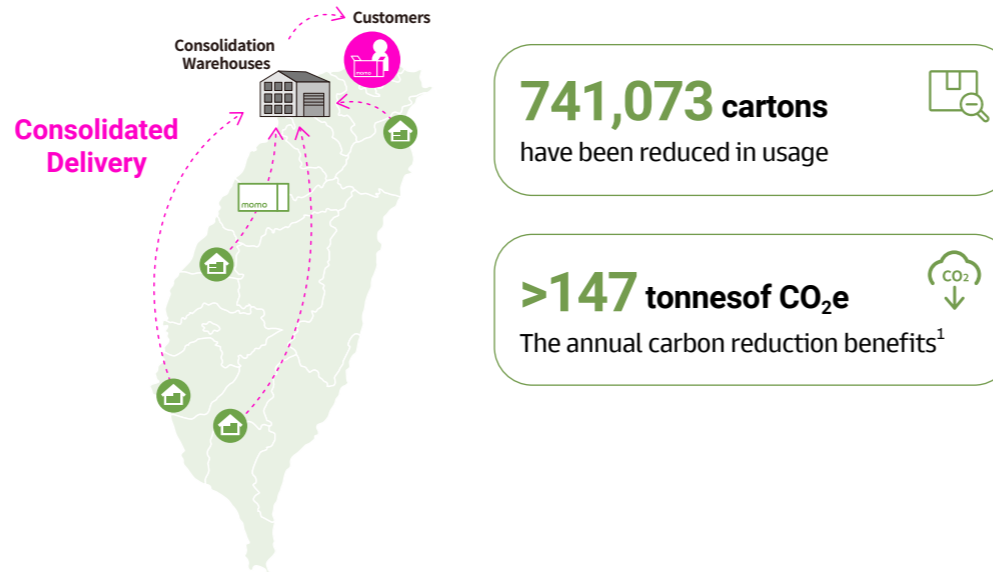 Customers
Consolidation
Warehouses
momo
Consolidated
Delivery
momo
741,073 cartons
have been reduced in usage
CO₂
>147 tonnesof CO₂e
The annual carbon reduction benefits¹